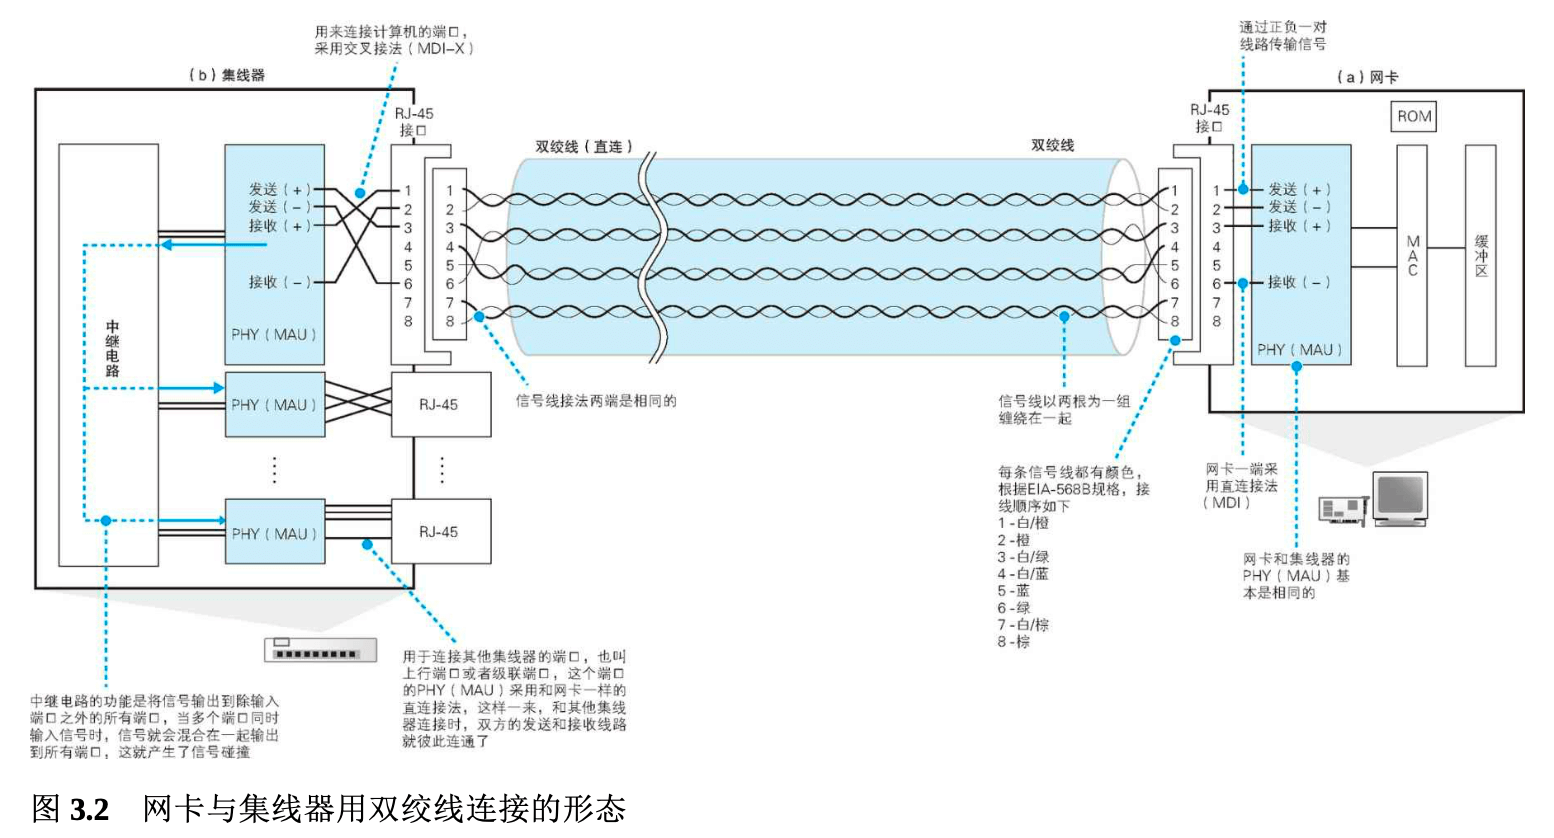 用来连接计算机的端口，
采用交叉接法（MDI-X）
（b）集线器
RJ-45
接口
发送（+）
发送（-）
接收（+）
接收（-）
PHY（MAU）
1
2
3
4
5
6
7
8
1
2
3
4
5
6
7
8
中继电路
PHY（MAU）
RJ-45
PHY（MAU）
RJ-45
双绞线（直连）
双绞线
信号线接法两端是相同的
信号线以两根为一组
缠绕在一起
通过正负一对
线路传输信号
（a）网卡
RJ-45
接口
ROM
1
2
3
4
5
6
7
8
1
2
3
4
5
6
7
8
发送（+）
发送（-）
接收（+）
接收（-）
PHY（MAU）
MAC
缓冲区
每条信号线都有颜色，
根据EIA-568B规格，接
线顺序如下
1-白/橙
2-橙
3-白/绿
4-白/蓝
5-蓝
6-绿
7-白/棕
8-棕
网卡一端采
用直连接法
（MDI）
网卡和集线器的
PHY（MAU）基
本是相同的
中继电路的功能是将信号输出到除输入
端口之外的所有端口，当多个端口同时
输入信号时，信号就会混合在一起输出
到所有端口，这就产生了信号碰撞
用于连接其他集线器的端口，也叫
上行端口或者级联端口，这个端口
的PHY（MAU）采用和网卡一样的
直连接法，这样一来，和其他集线
器连接时，双方的发送和接收线路
就彼此连通了
图 3.2 网卡与集线器用双绞线连接的形态